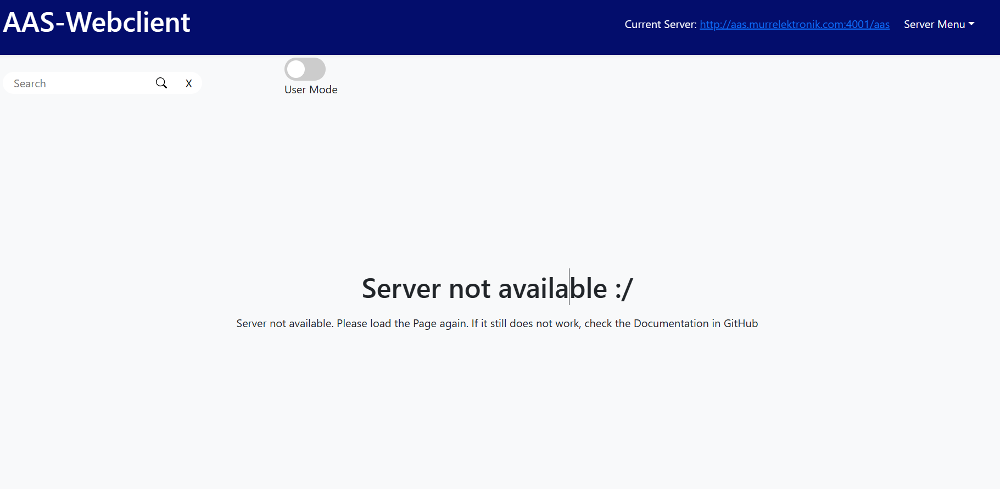 AAS-Webclient
Current Server: http://aas.murrelektronik.com:4001/aas Server Menu
Search X
User Mode
Server not available :/
Server not available. Please load the Page again. If it still does not work, check the Documentation in GitHub